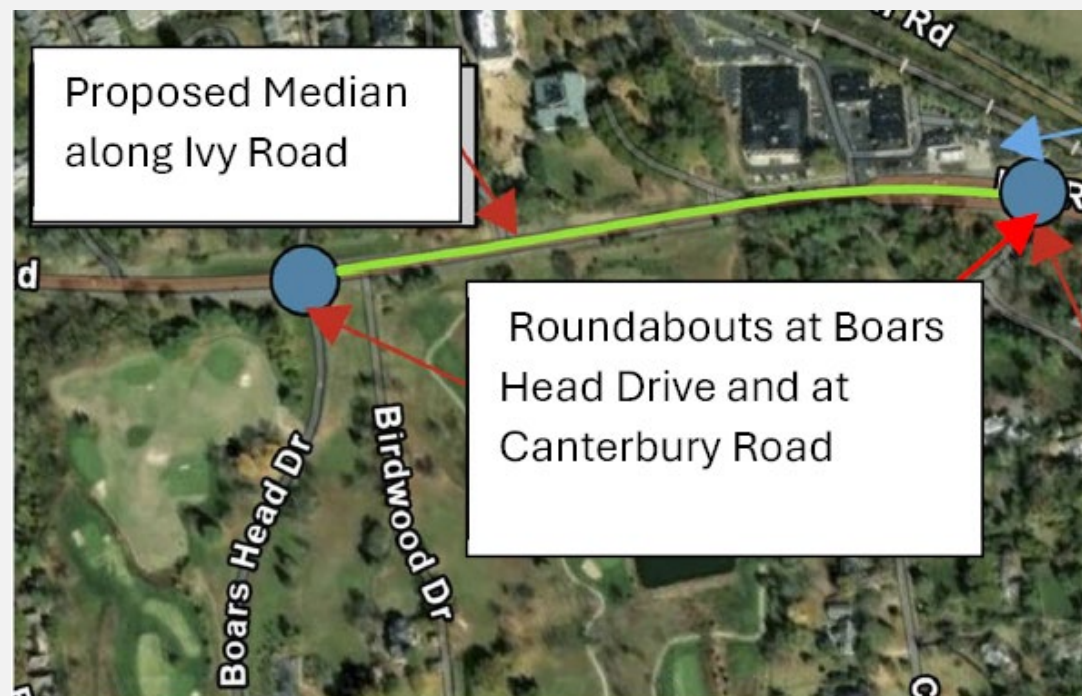 Rd
Proposed Median
along Ivy Road
d
R
Roundabouts at Boars
Head Drive and at
Canterbury Road
Boars Head Dr
Birdwood Dr
C